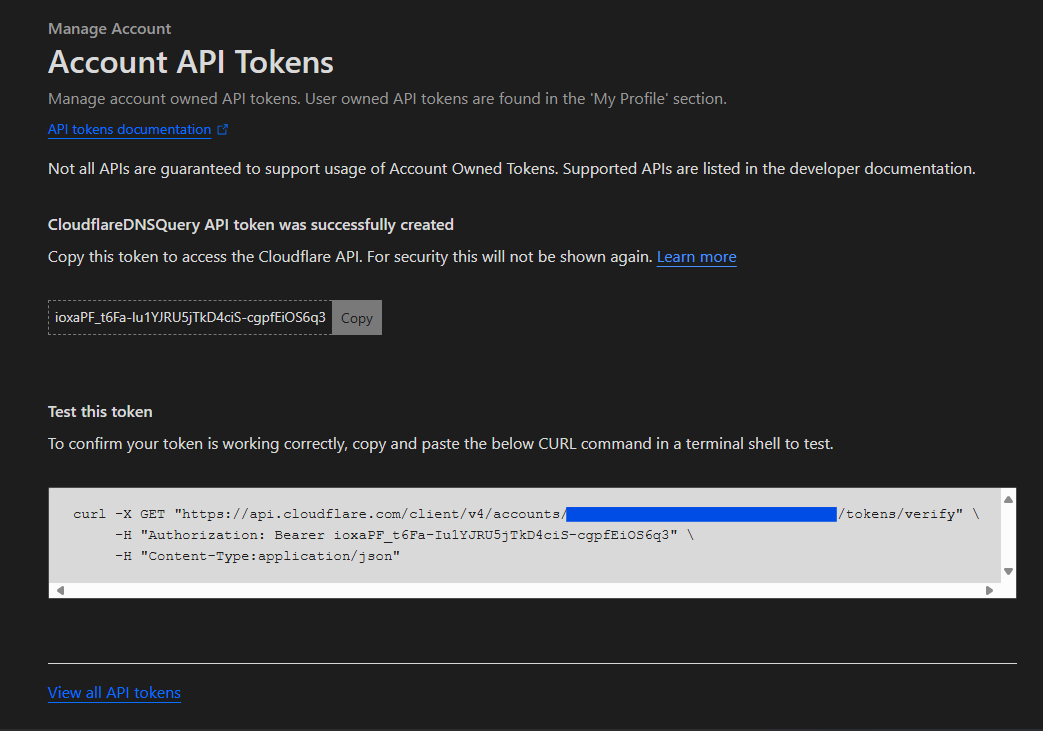 Manage Account
Account API Tokens
Manage account owned API tokens. User owned API tokens are found in the 'My Profile' section.
API tokens documentation
Not all APIs are guaranteed to support usage of Account Owned Tokens. Supported APIs are listed in the developer documentation.
CloudflareDNSQuery API token was successfully created
Copy this token to access the Cloudflare API. For security this will not be shown again. Learn more
ioxaPF_t6Fa-Iu1YJRU5jTkD4ciS-cgpfEiOS6q3 Copy
Test this token
To confirm your token is working correctly, copy and paste the below CURL command in a terminal shell to test.
curl -X GET "https://api.cloudflare.com/client/v4/accounts/ /tokens/verify" \
-H "Authorization: Bearer ioxaPF_t6Fa-Iu1YJRU5jTkD4ciS-cgpfEiOS6q3" \
-H "Content-Type:application/json"
View all API tokens